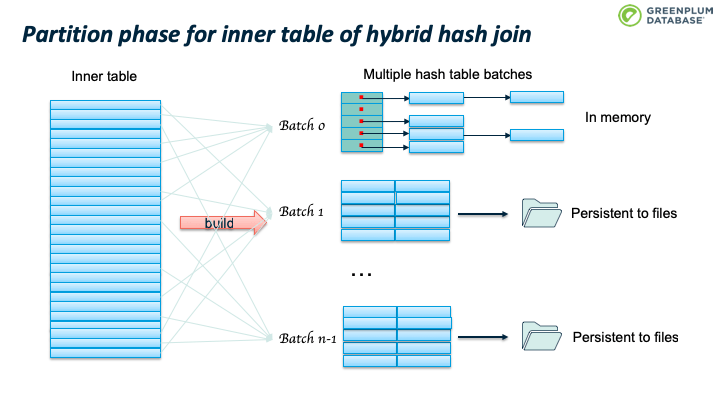 Partition phase for inner table of hybrid hash join
GREENPLUM
DATABASE®
Inner table
Multiple hash table batches
Batch 0
In memory
Batch 1
build
Persistent to files
...
Batch n-1
Persistent to files